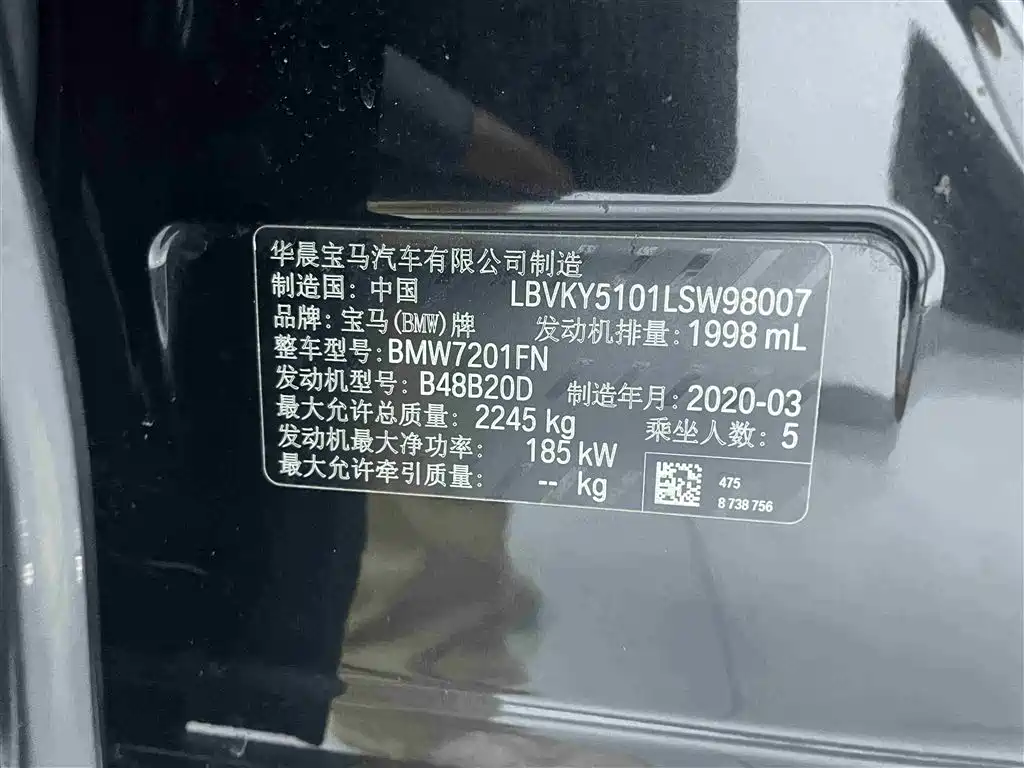 华晨宝马汽车有限公司制造
制造国: 中国 LBVKY5101LSW98007
品牌: 宝马(BMW)牌 发动机排量: 1998 mL
整车型号: BMW7201FN
发动机型号: B48B20D 制造年月: 2020-03
最大允许总质量: 2245 kg 乘坐人数: 5
发动机最大净功率: 185 kW
最大允许牵引质量: -- kg
475
8 738 756